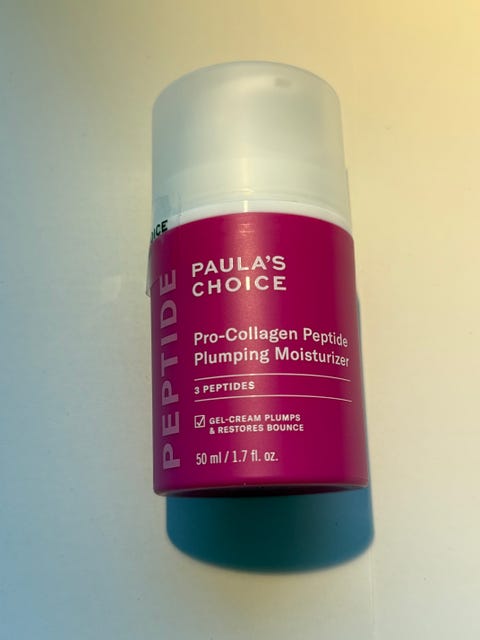 PAULA'S
CHOICE
Pro-Collagen Peptide
Plumping Moisturizer
3 PEPTIDES
GEL-CREAM PLUMPS
& RESTORES BOUNCE
50 ml / 1.7 fl. oz.
PEPTIDE